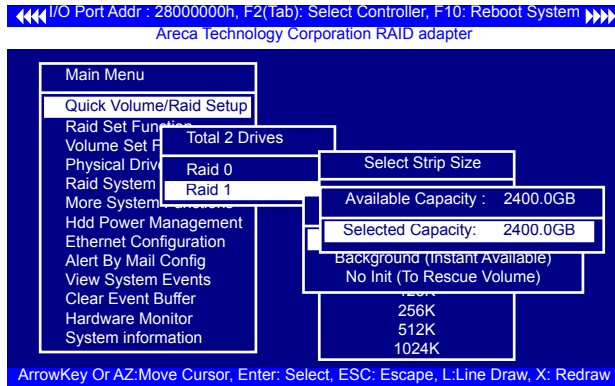 I/O Port Addr : 28000000h, F2(Tab): Select Controller, F10: Reboot System
Areca Technology Corporation RAID adapter
Main Menu
Quick Volume/Raid Setup
Raid Set Function
Volume Set F
Physical Driv
Raid System
More System Functions
Hdd Power Management
Ethernet Configuration
Alert By Mail Config
View System Events
Clear Event Buffer
Hardware Monitor
System information
Total 2 Drives
Raid 0
Raid 1
Select Strip Size
Available Capacity : 2400.0GB
Selected Capacity: 2400.0GB
Background (Instant Available)
No Init (To Rescue Volume)
128K
256K
512K
1024K
ArrowKey Or AZ:Move Cursor, Enter: Select, ESC: Escape, L:Line Draw, X: Redraw